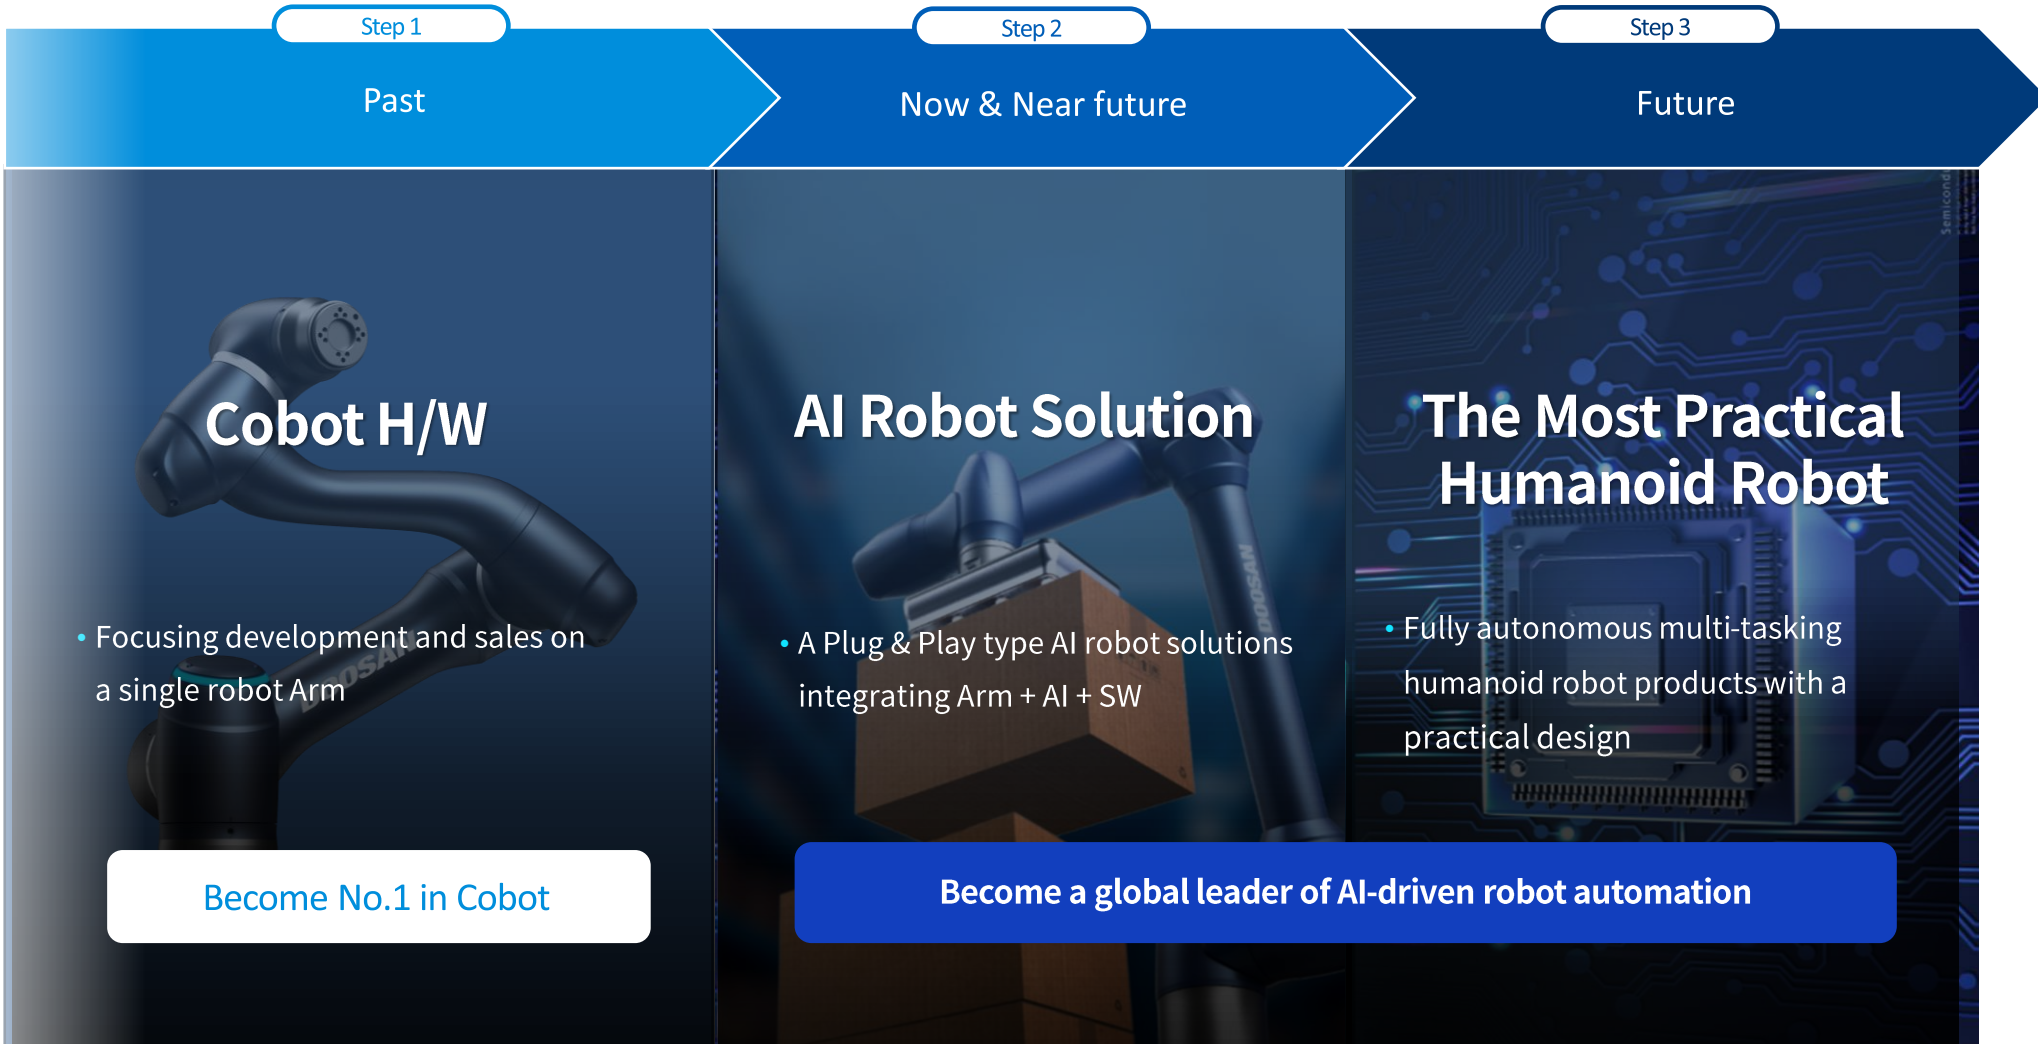 Step 1
Past
Step 2
Now & Near future
Step 3
Future
Cobot H/W
• Focusing development and sales on
a single robot Arm
DOOSAN
Become No.1 in Cobot
AI Robot Solution
• A Plug & Play type AI robot solutions
integrating Arm + AI + SW
DOOSAN
The Most Practical
Humanoid Robot
• Fully autonomous multi-tasking
humanoid robot products with a
practical design
Become a global leader of AI-driven robot automation